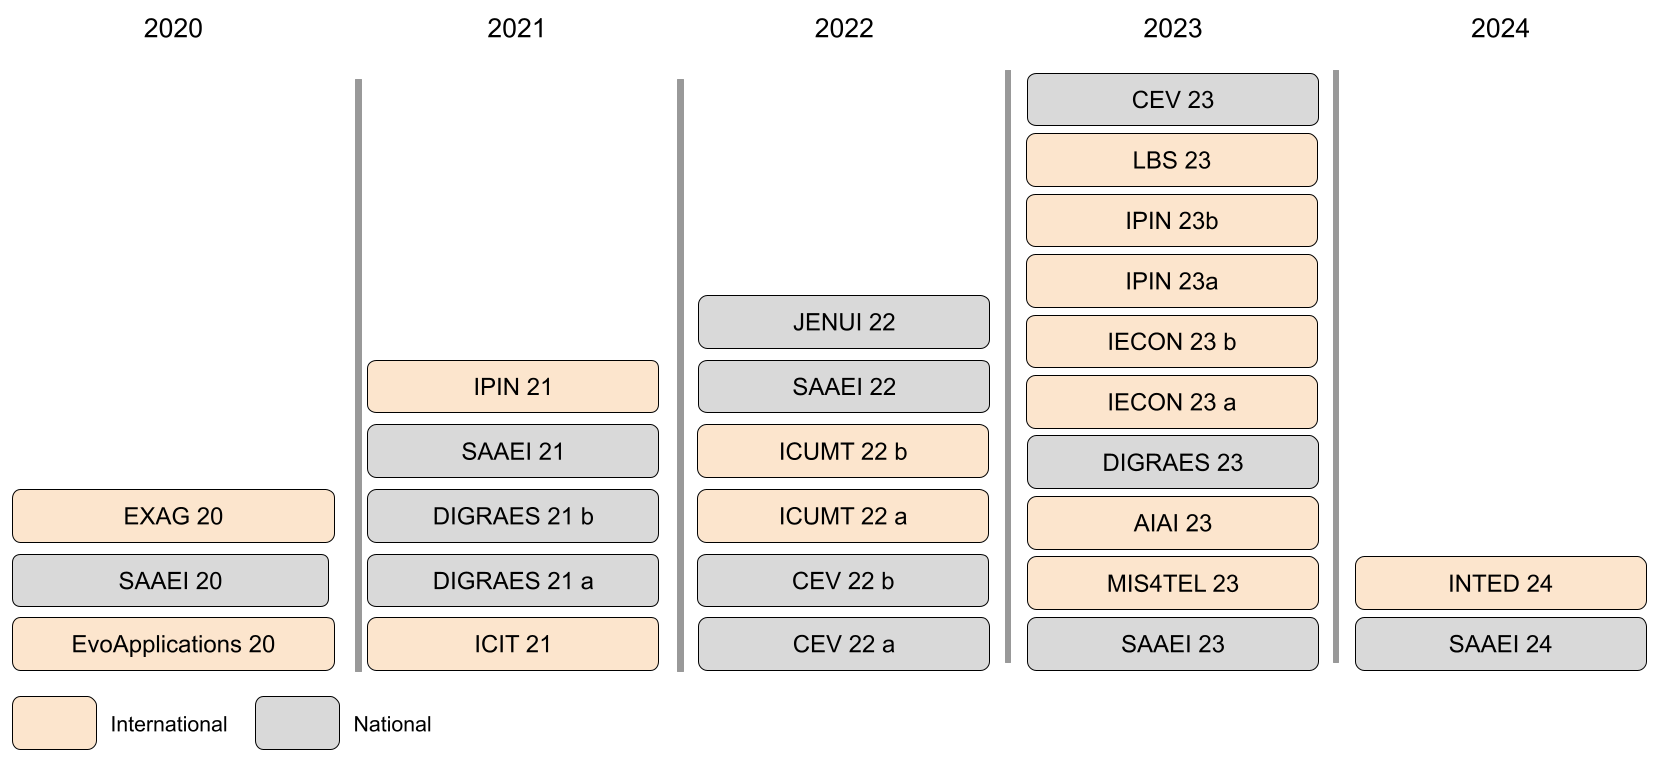 2020
2021
2022
2023
2024
EXAG 20
SAAEI 20
EvoApplications 20
IPIN 21
SAAEI 21
DIGRAES 21 b
DIGRAES 21 a
ICIT 21
JENUI 22
SAAEI 22
ICUMT 22 b
ICUMT 22 a
CEV 22 b
CEV 22 a
CEV 23
LBS 23
IPIN 23b
IPIN 23a
IECON 23 b
IECON 23 a
DIGRAES 23
AIAI 23
MIS4TEL 23
SAAEI 23
INTED 24
SAAEI 24
International
National